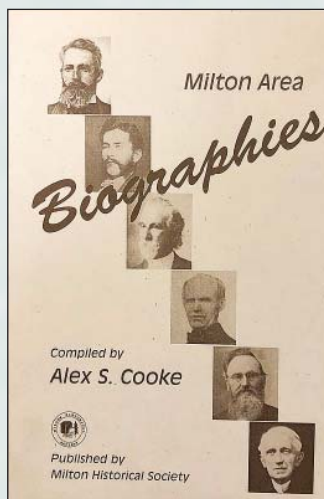 Milton Area
Biographies
Compiled by
Alex S. Cooke
Published by
Milton Historical Society